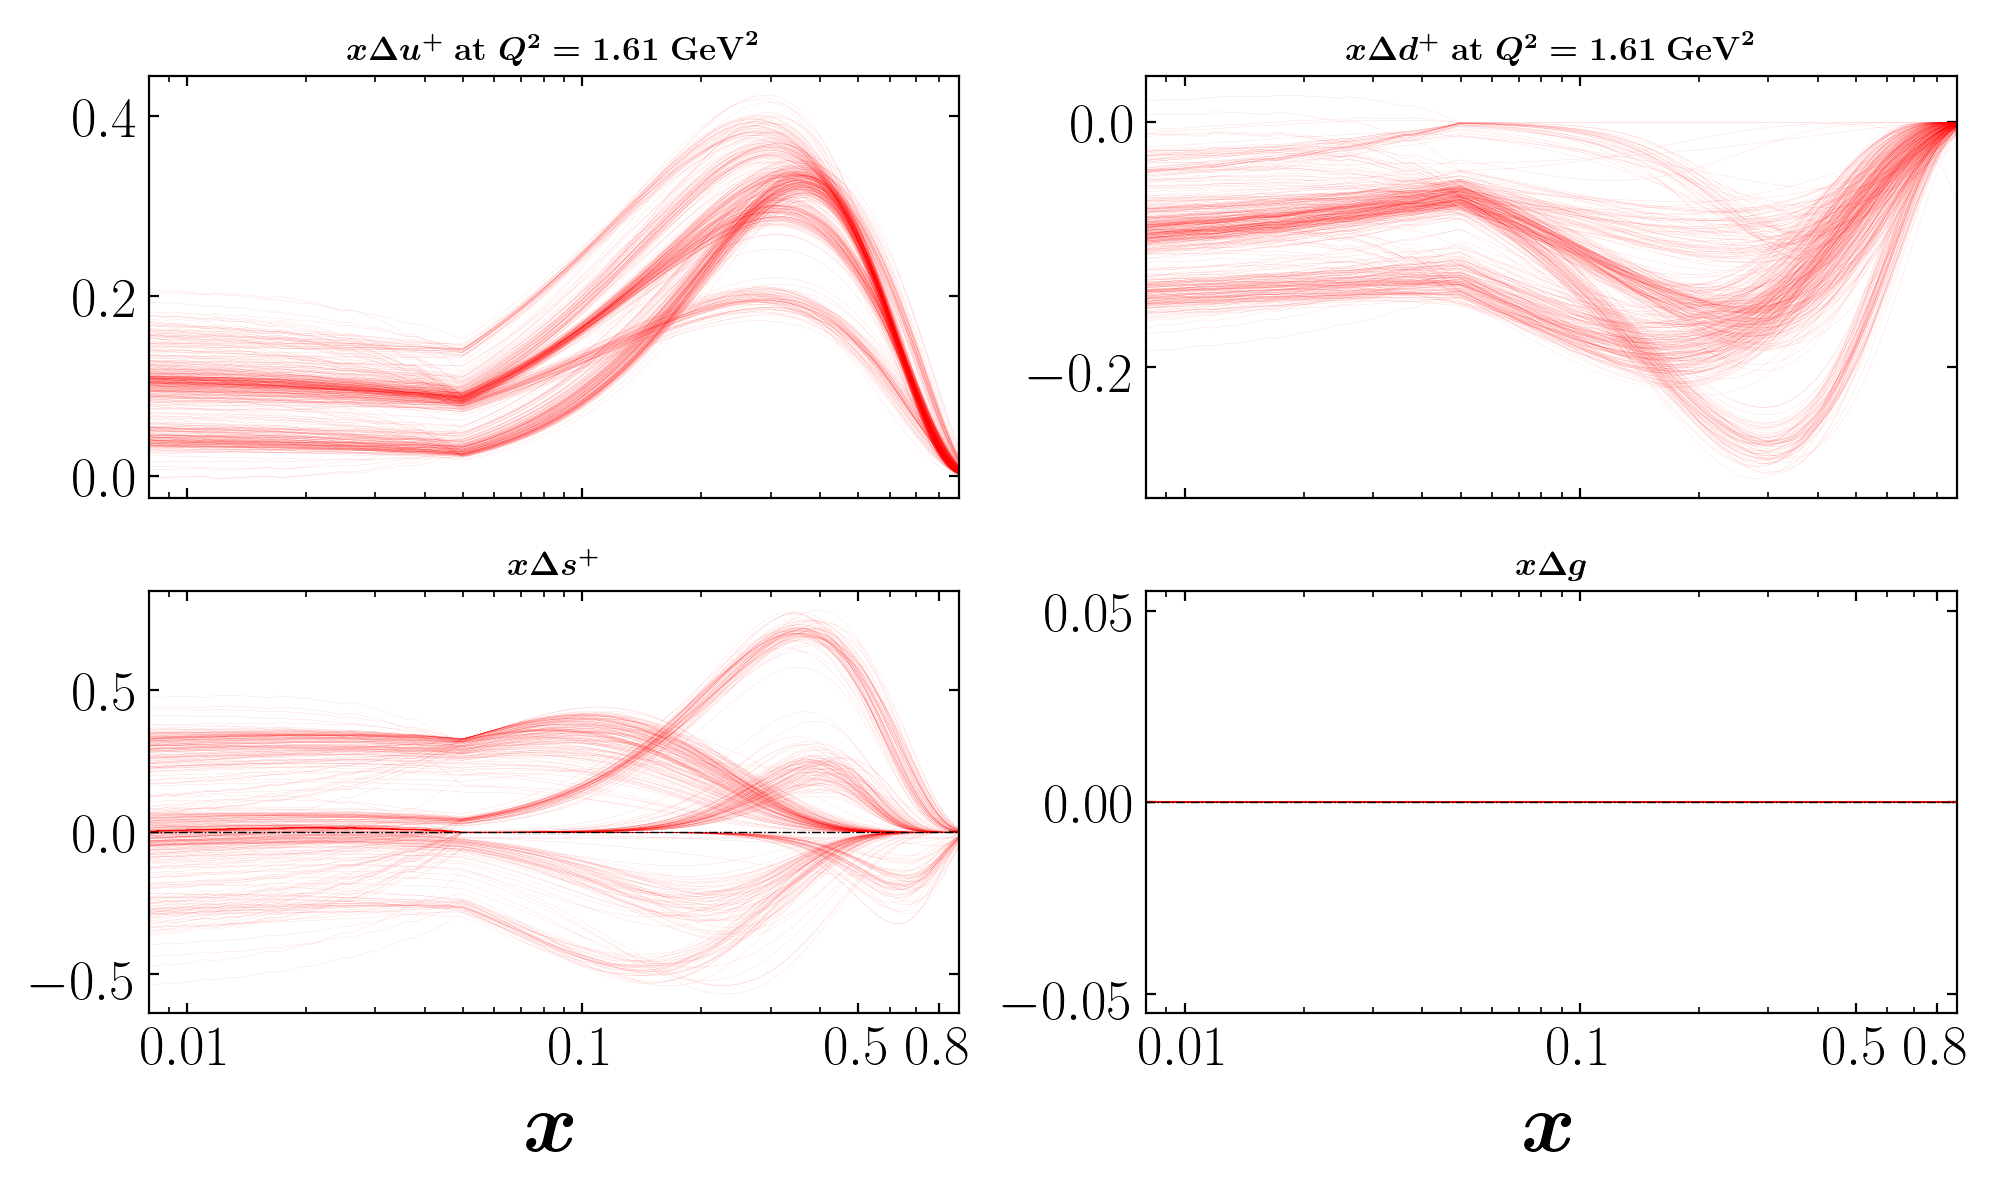 xΔu⁺ at Q² = 1.61 GeV²
0.4
0.2
0.0
xΔd⁺ at Q² = 1.61 GeV²
0.0
−0.2
xΔs⁺
0.5
0.0
−0.5
0.01 0.1 0.5 0.8
x
xΔg
0.05
0.00
−0.05
0.01 0.1 0.5 0.8
x